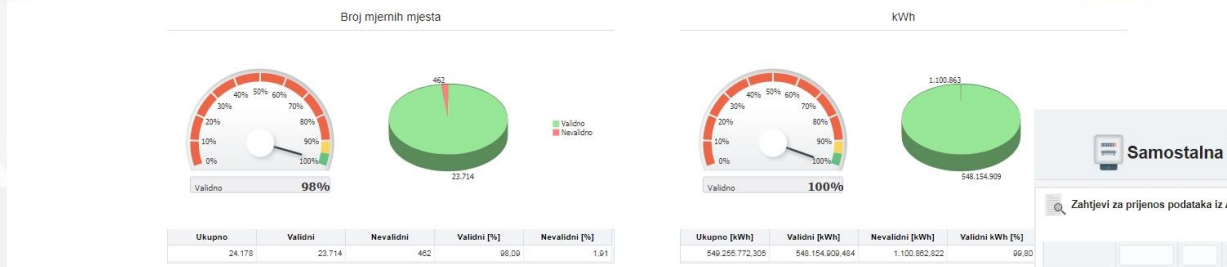 Broj mjernih mjesta
0%
10%
20%
30%
40%
50%
60%
70%
80%
90%
100%
Validno 98%
462
23.714
Validno
Nevalidno
Ukupno Validni Nevalidni Validni [%] Nevalidni [%]
24.178 23.714 462 98,09 1,91
kWh
0%
10%
20%
30%
40%
50%
60%
70%
80%
90%
100%
Validno 100%
1.100.863
548.154.909
Ukupno [kWh] Validni [kWh] Nevalidni [kWh] Validni kWh [%]
549.255.772,305 548.154.909,484 1.100.862,822 99,80
Samostalna
Zahtjevi za prijenos podataka iz